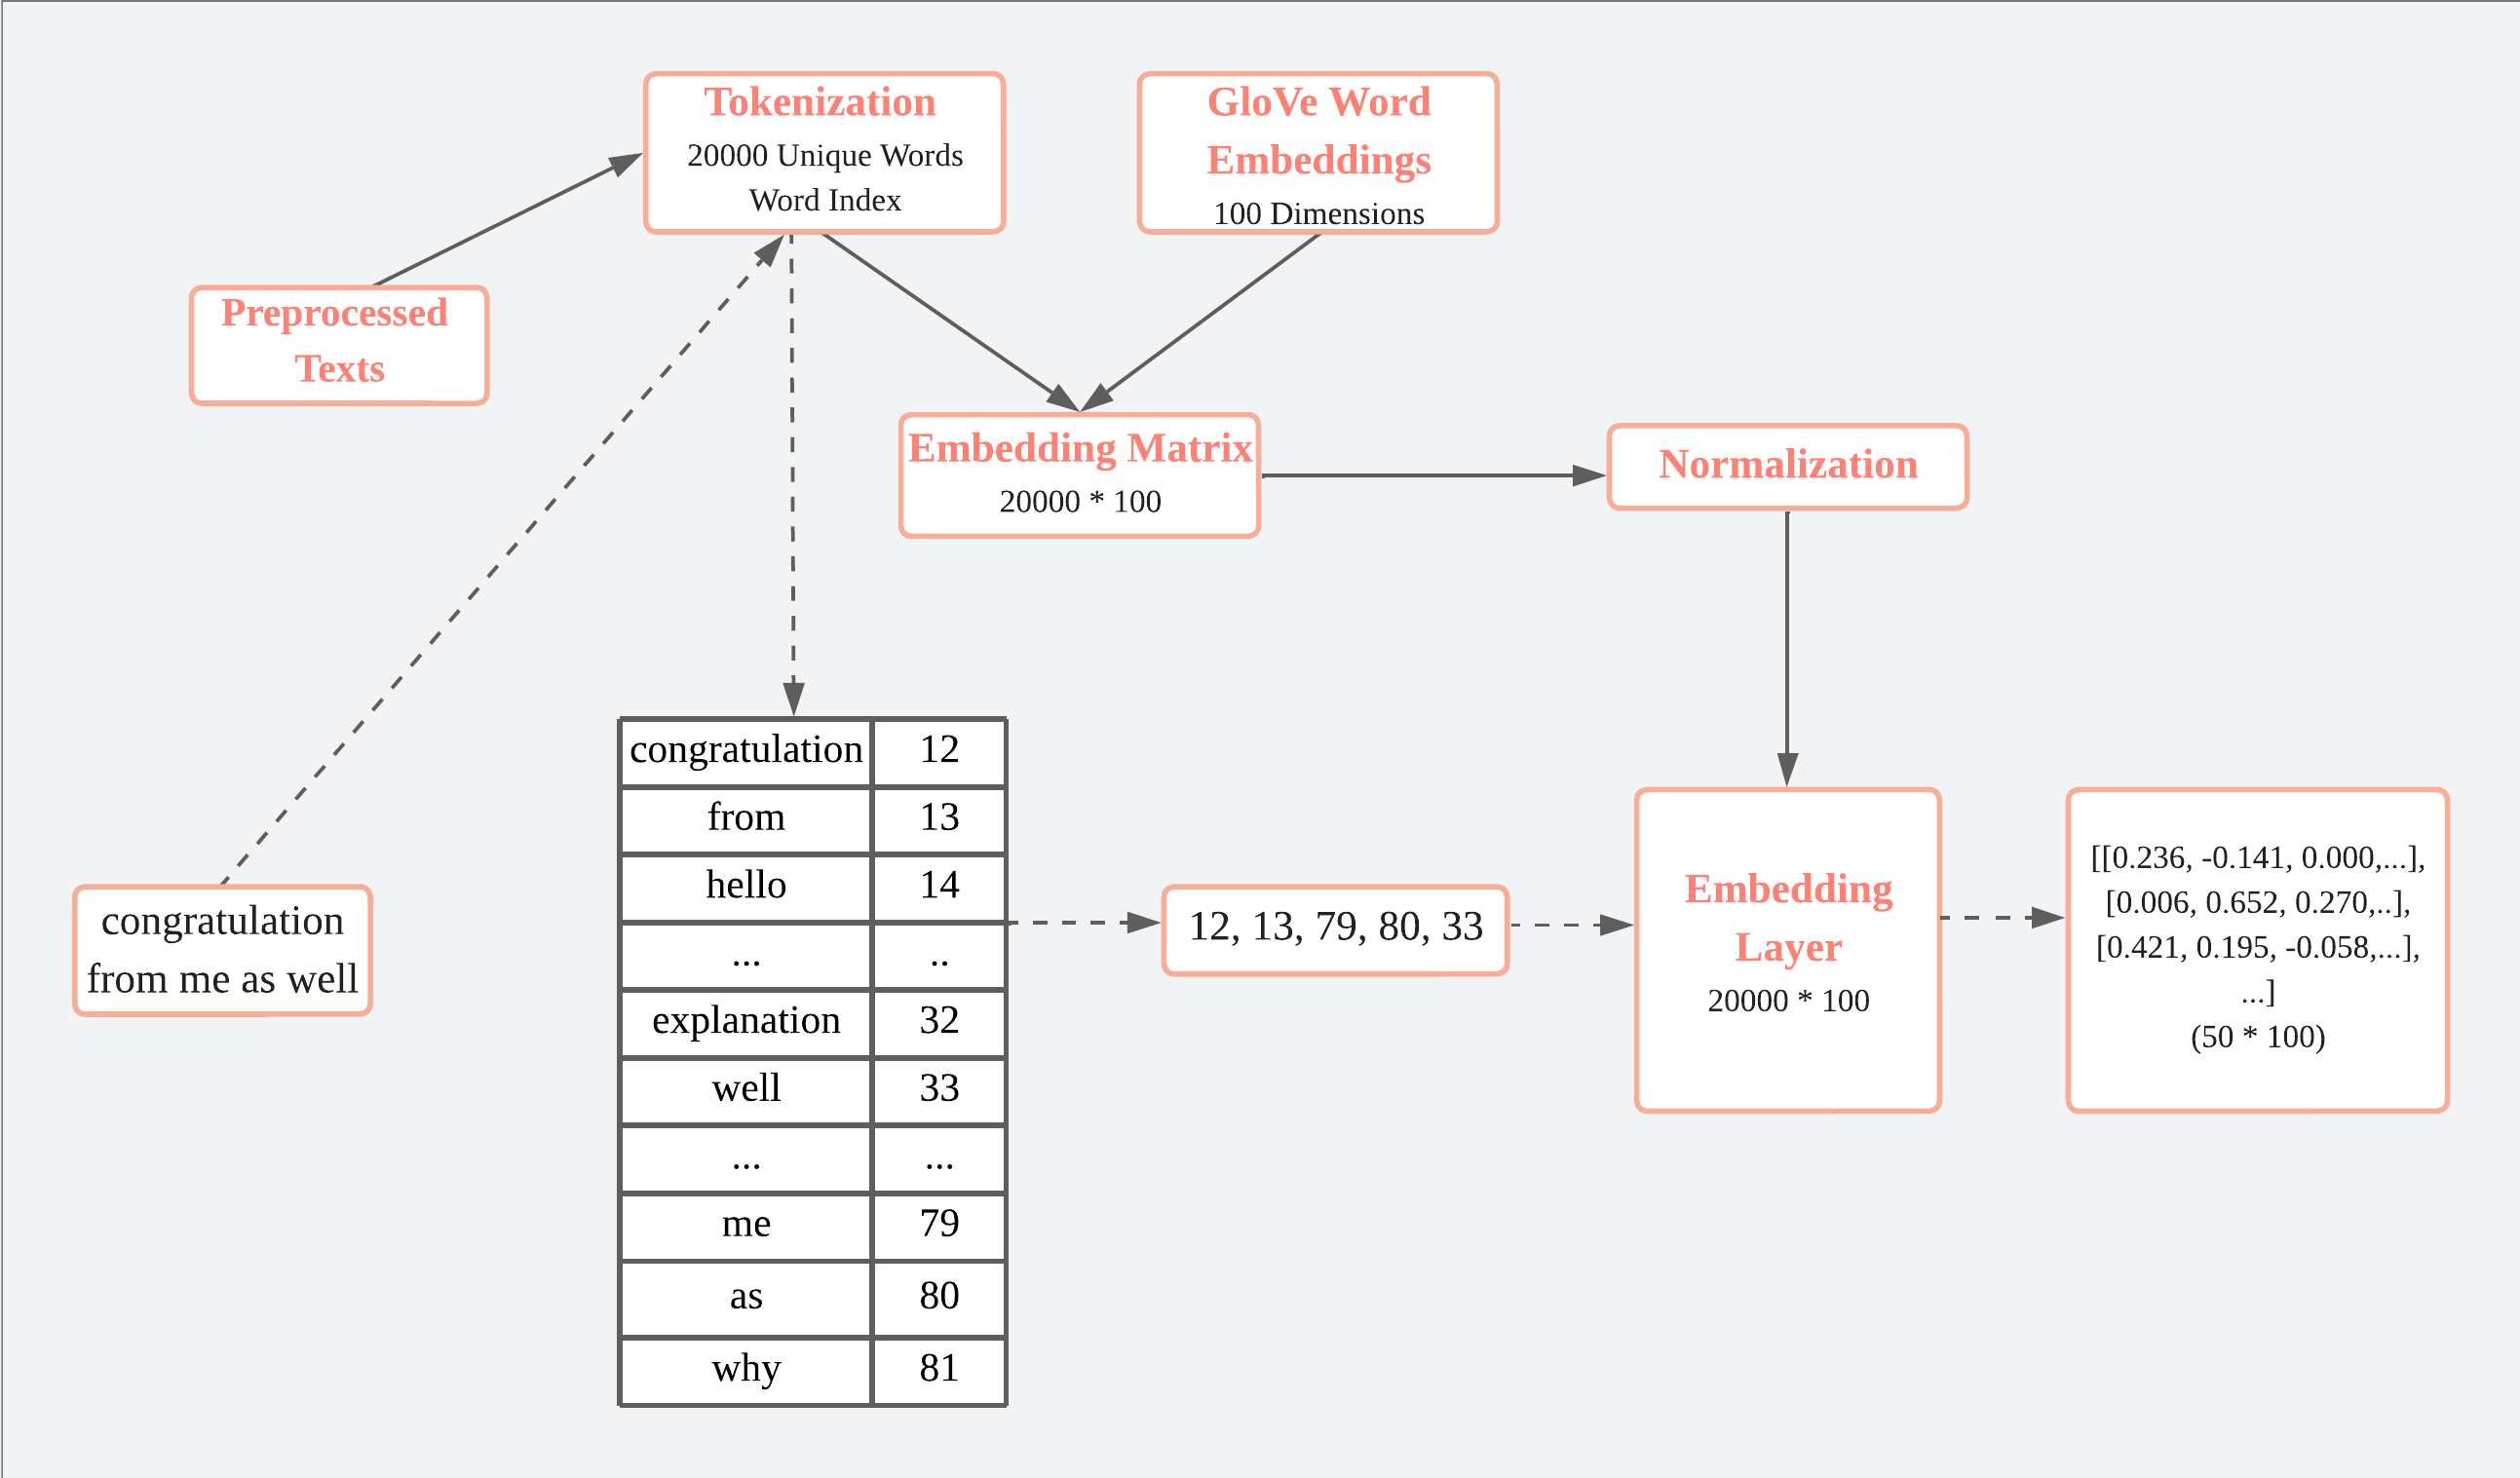 Tokenization
20000 Unique Words
Word Index
GloVe Word
Embeddings
100 Dimensions
Preprocessed
Texts
Embedding Matrix
20000 * 100
Normalization
congratulation
from me as well
congratulation 12
from 13
hello 14
... ..
explanation 32
well 33
... ...
me 79
as 80
why 81
12, 13, 79, 80, 33
Embedding
Layer
20000 * 100
[[0.236, -0.141, 0.000,...],
[0.006, 0.652, 0.270,..],
[0.421, 0.195, -0.058,...],
...]
(50 * 100)